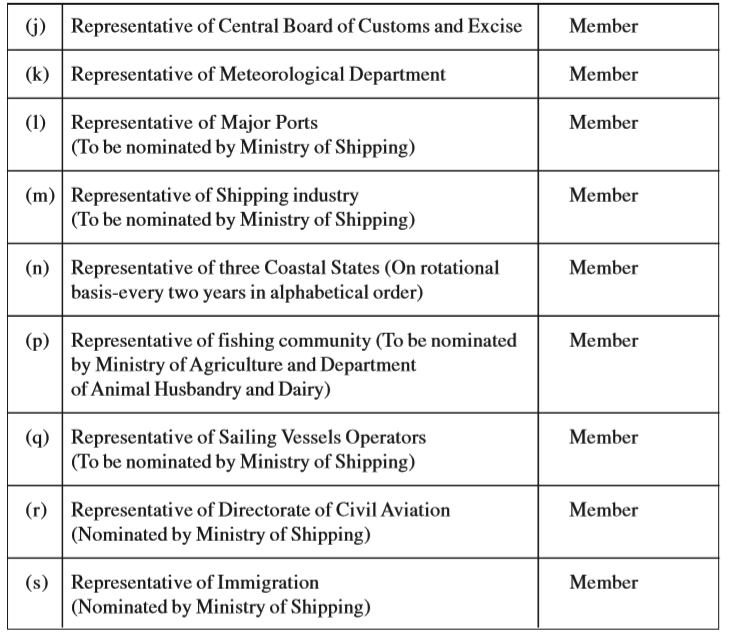 (j) Representative of Central Board of Customs and Excise Member
(k) Representative of Meteorological Department Member
(l) Representative of Major Ports Member
(To be nominated by Ministry of Shipping)
(m) Representative of Shipping industry Member
(To be nominated by Ministry of Shipping)
(n) Representative of three Coastal States (On rotational Member
basis-every two years in alphabetical order)
(p) Representative of fishing community (To be nominated Member
by Ministry of Agriculture and Department
of Animal Husbandry and Dairy)
(q) Representative of Sailing Vessels Operators Member
(To be nominated by Ministry of Shipping)
(r) Representative of Directorate of Civil Aviation Member
(Nominated by Ministry of Shipping)
(s) Representative of Immigration Member
(Nominated by Ministry of Shipping)